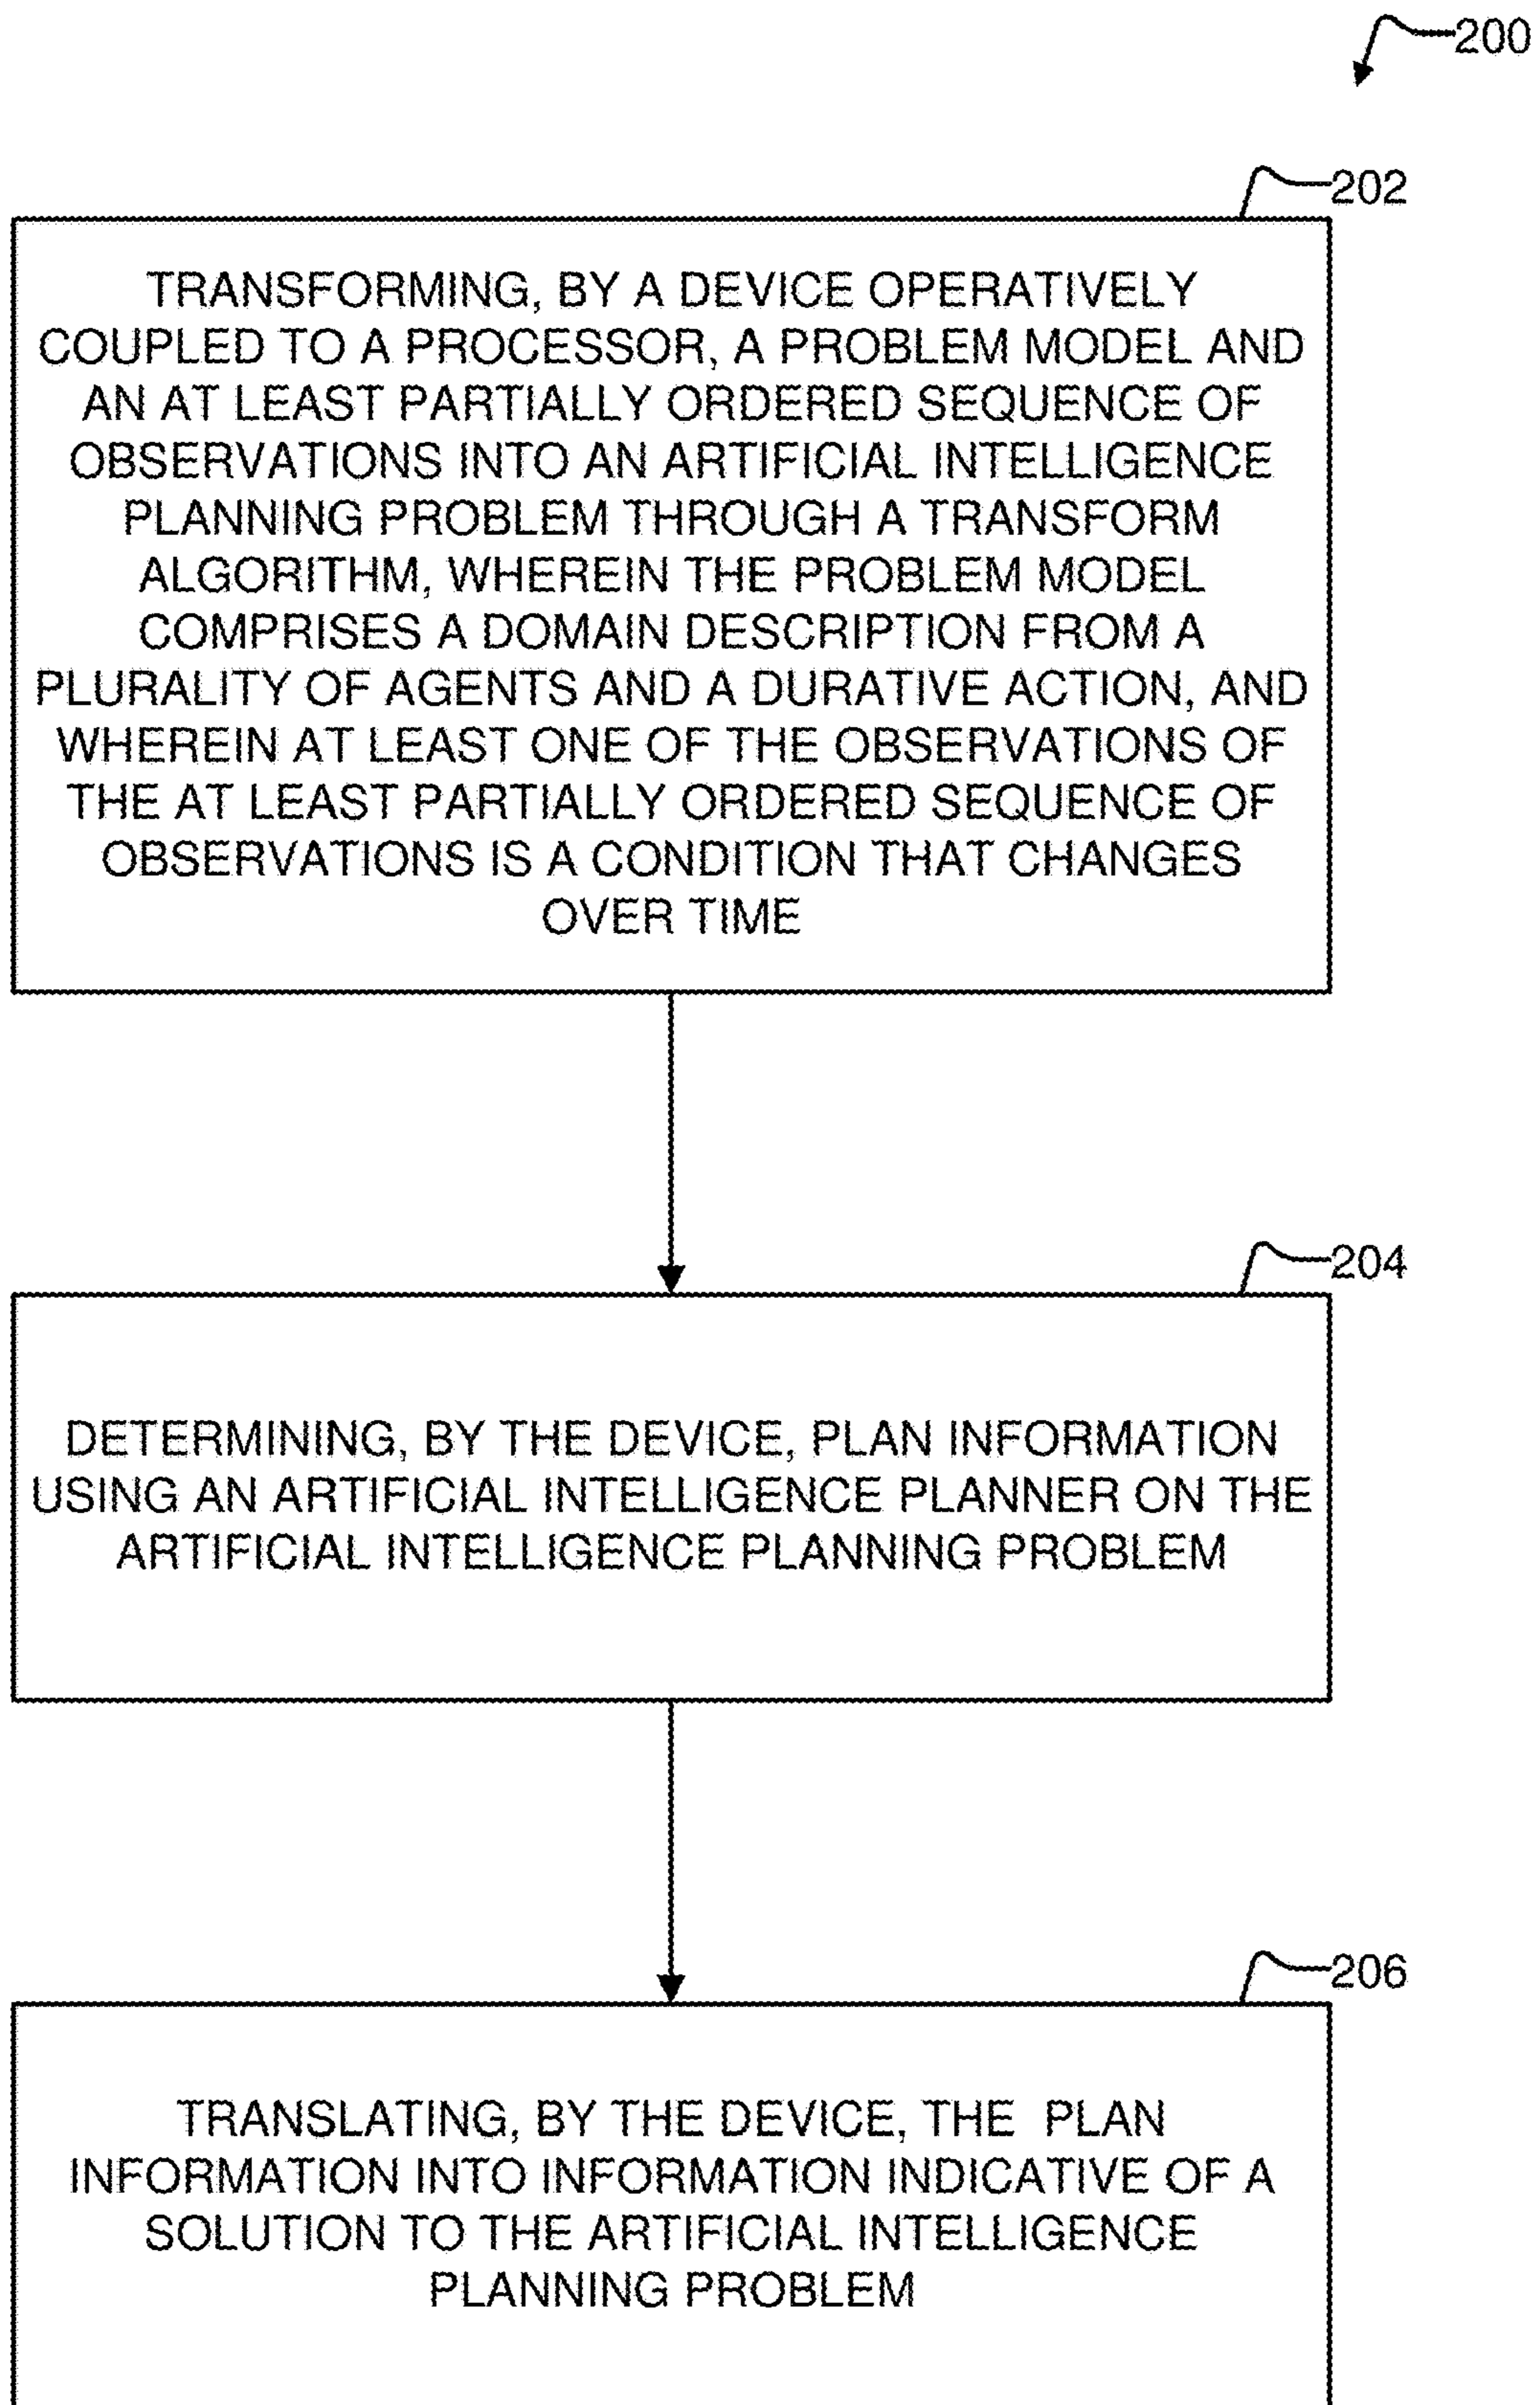 200
202
TRANSFORMING, BY A DEVICE OPERATIVELY
COUPLED TO A PROCESSOR, A PROBLEM MODEL AND
AN AT LEAST PARTIALLY ORDERED SEQUENCE OF
OBSERVATIONS INTO AN ARTIFICIAL INTELLIGENCE
PLANNING PROBLEM THROUGH A TRANSFORM
ALGORITHM, WHEREIN THE PROBLEM MODEL
COMPRISES A DOMAIN DESCRIPTION FROM A
PLURALITY OF AGENTS AND A DURATIVE ACTION, AND
WHEREIN AT LEAST ONE OF THE OBSERVATIONS OF
THE AT LEAST PARTIALLY ORDERED SEQUENCE OF
OBSERVATIONS IS A CONDITION THAT CHANGES
OVER TIME
204
DETERMINING, BY THE DEVICE, PLAN INFORMATION
USING AN ARTIFICIAL INTELLIGENCE PLANNER ON THE
ARTIFICIAL INTELLIGENCE PLANNING PROBLEM
206
TRANSLATING, BY THE DEVICE, THE PLAN
INFORMATION INTO INFORMATION INDICATIVE OF A
SOLUTION TO THE ARTIFICIAL INTELLIGENCE
PLANNING PROBLEM